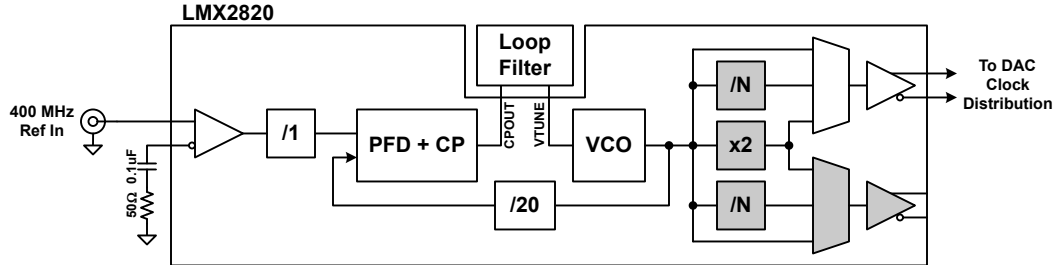 LMX2820
Loop
Filter
To DAC
Clock
Distribution
400 MHz
Ref In
/1
PFD + CP
CPOUT
VTUNE
VCO
/N
x2
/N
/20
50Ω 0.1uF